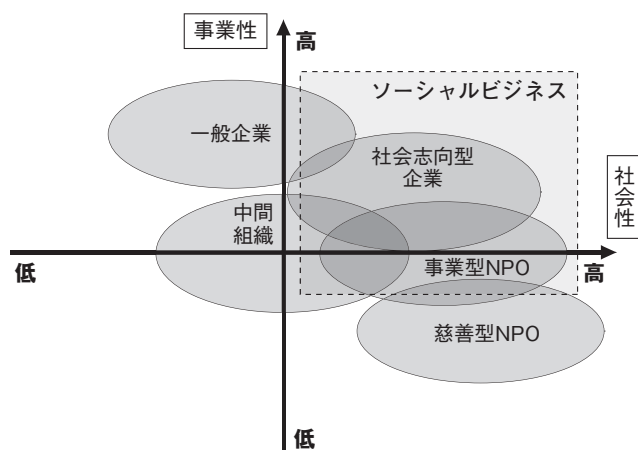 事業性
高
ソーシャルビジネス
一般企業
社会志向型
企業
社会性
中間
組織
低
事業型NPO
高
慈善型NPO
低